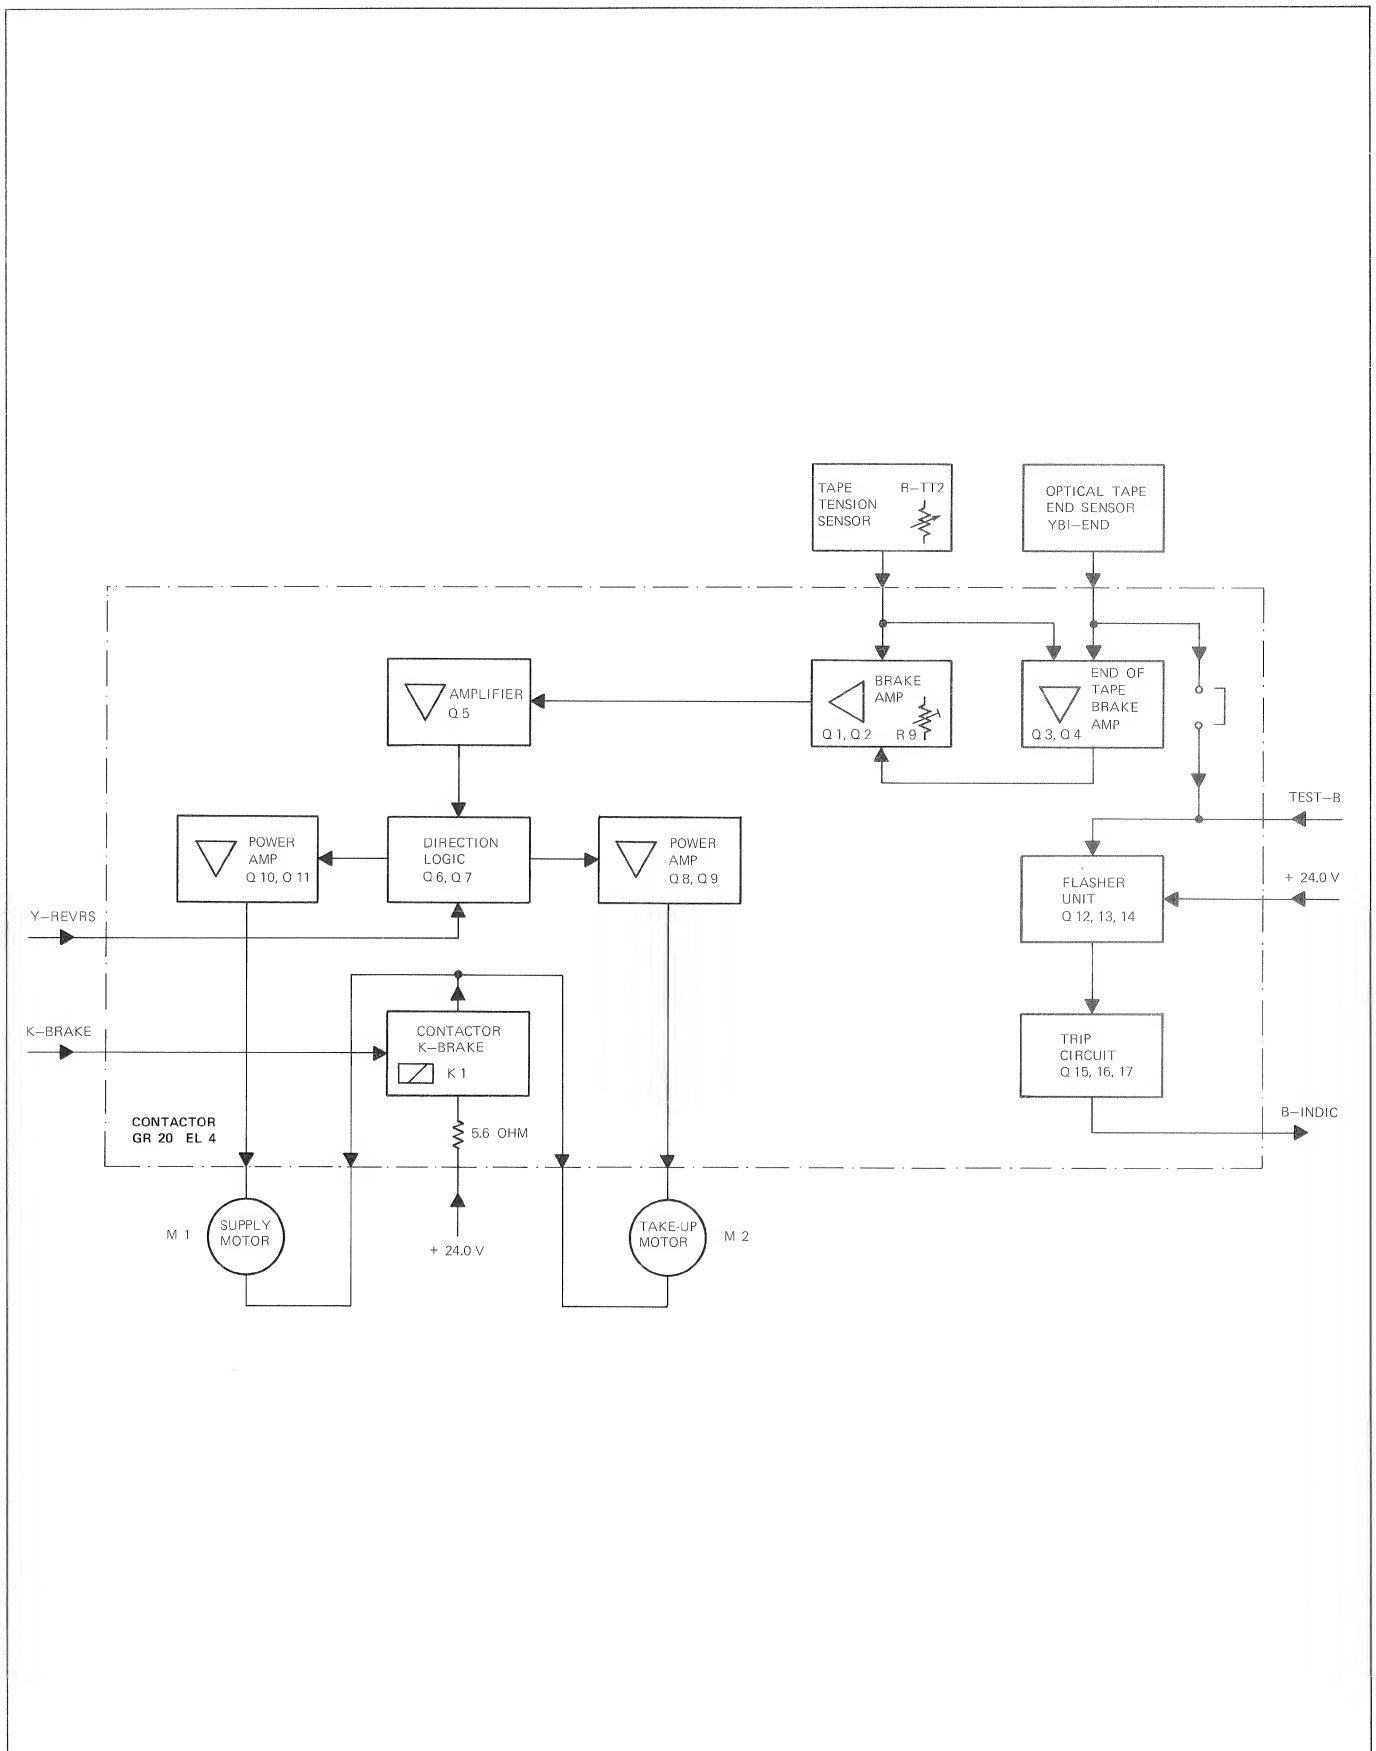 TAPE R–TT2
TENSION
SENSOR
OPTICAL TAPE
END SENSOR
YBI–END
AMPLIFIER
Q 5
BRAKE
AMP
Q 1, Q 2 R 9
END OF
TAPE
BRAKE
AMP
Q 3, Q 4
TEST–B
POWER
AMP
Q 10, O 11
DIRECTION
LOGIC
Q 6, Q 7
POWER
AMP
Q 8, Q 9
FLASHER
UNIT
Q 12, 13, 14
+ 24.0 V
Y–REVRS
K–BRAKE
CONTACTOR
K–BRAKE
K 1
TRIP
CIRCUIT
Q 15, 16, 17
B–INDIC
CONTACTOR
GR 20 EL 4
5.6 OHM
M 1
SUPPLY
MOTOR
+ 24.0 V
TAKE-UP
MOTOR
M 2